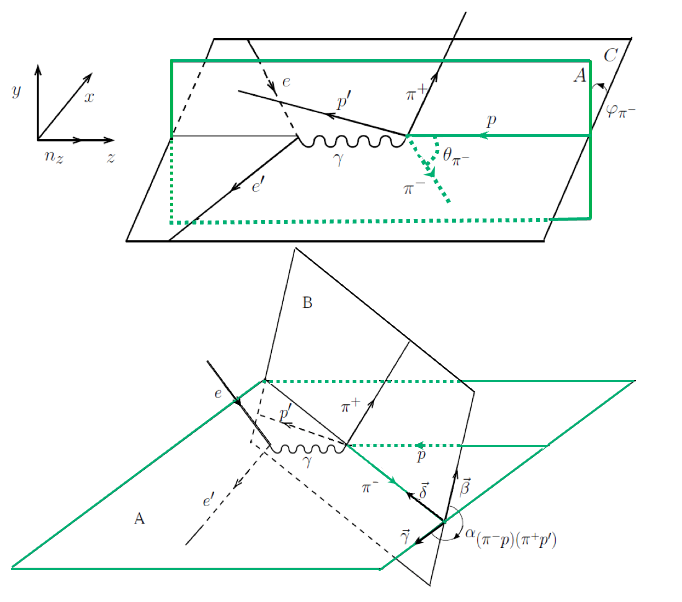 C
y
A
x
e
π⁺
p′
φ_π⁻
p
n_z
z
γ
θ_π⁻
e′
π⁻
B
e
p′
π⁺
γ
p
π⁻
δ⃗
β⃗
e′
A
γ⃗
α_(π⁻p)(π⁺p′)